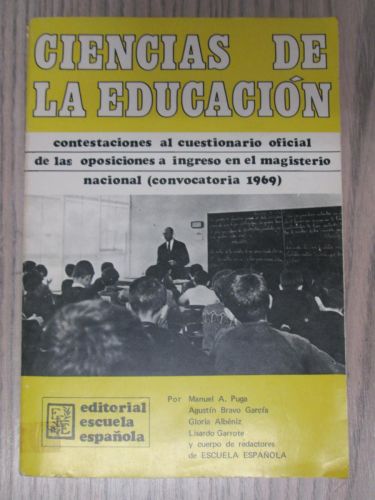 CIENCIAS DE
LA EDUCACIÓN
contestaciones al cuestionario oficial
de las oposiciones a ingreso en el magisterio
nacional (convocatoria 1969)
Por Manuel A. Puga
Agustín Bravo García
Gloria Albéniz
Lisardo Garrote
y cuerpo de redactores
de ESCUELA ESPAÑOLA
editorial
escuela
española